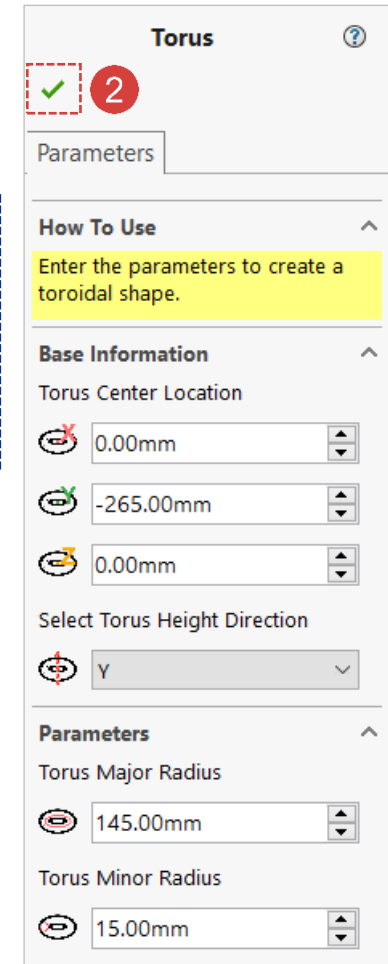 Torus
?
2
Parameters
How To Use
Enter the parameters to create a
toroidal shape.
Base Information
Torus Center Location
X
0.00mm
Y
-265.00mm
Z
0.00mm
Select Torus Height Direction
Y
Parameters
Torus Major Radius
145.00mm
Torus Minor Radius
15.00mm